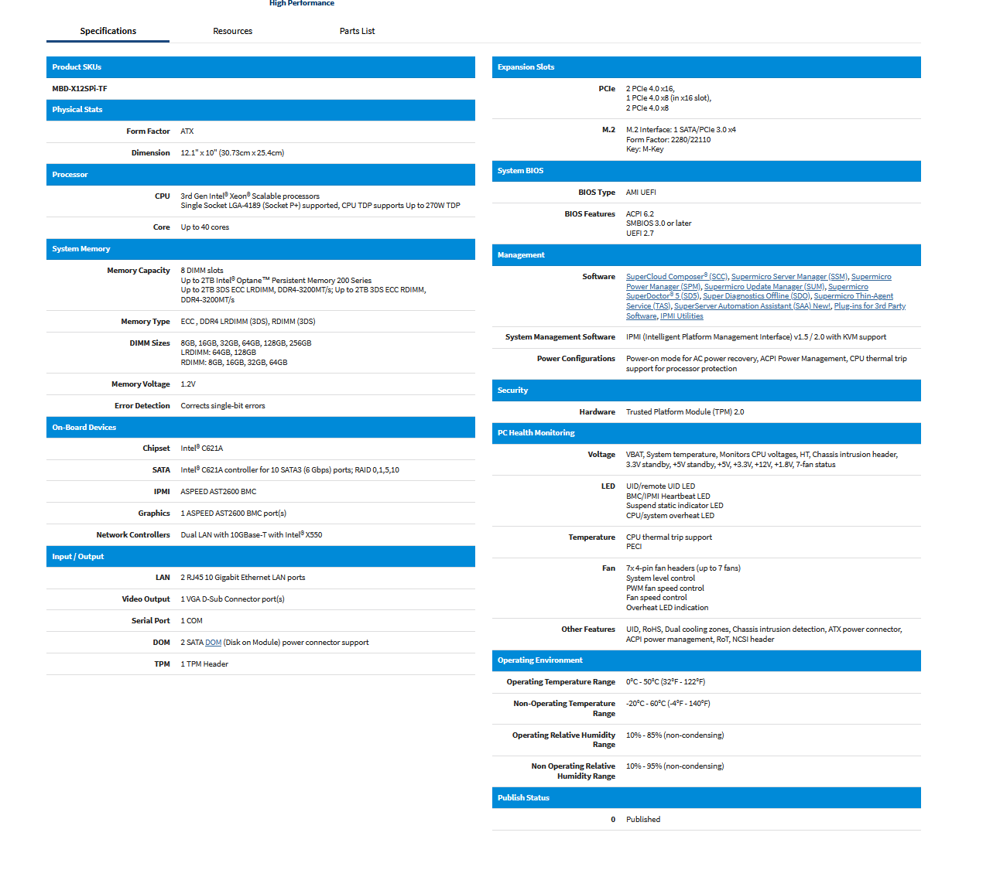 High Performance
Specifications
Resources
Parts List
Product SKUs
MBD-X12SPi-TF
Physical Stats
Form Factor ATX
Dimension 12.1" x 10" (30.73cm x 25.4cm)
Processor
CPU 3rd Gen Intel® Xeon® Scalable processors
Single Socket LGA-4189 (Socket P+) supported, CPU TDP supports Up to 270W TDP
Core Up to 40 cores
System Memory
Memory Capacity 8 DIMM slots
Up to 2TB Intel® Optane™ Persistent Memory 200 Series
Up to 2TB 3DS ECC LRDIMM, DDR4-3200MT/s; Up to 2TB 3DS ECC RDIMM,
DDR4-3200MT/s
Memory Type ECC , DDR4 LRDIMM (3DS), RDIMM (3DS)
DIMM Sizes 8GB, 16GB, 32GB, 64GB, 128GB, 256GB
LRDIMM: 64GB, 128GB
RDIMM: 8GB, 16GB, 32GB, 64GB
Memory Voltage 1.2V
Error Detection Corrects single-bit errors
On-Board Devices
Chipset Intel® C621A
SATA Intel® C621A controller for 10 SATA3 (6 Gbps) ports; RAID 0,1,5,10
IPMI ASPEED AST2600 BMC
Graphics 1 ASPEED AST2600 BMC port(s)
Network Controllers Dual LAN with 10GBase-T with Intel® X550
Input / Output
LAN 2 RJ45 10 Gigabit Ethernet LAN ports
Video Output 1 VGA D-Sub Connector port(s)
Serial Port 1 COM
DOM 2 SATA DOM (Disk on Module) power connector support
TPM 1 TPM Header
Expansion Slots
PCIe 2 PCIe 4.0 x16,
1 PCIe 4.0 x8 (in x16 slot),
2 PCIe 4.0 x8
M.2 M.2 Interface: 1 SATA/PCIe 3.0 x4
Form Factor: 2280/22110
Key: M-Key
System BIOS
BIOS Type AMI UEFI
BIOS Features ACPI 6.2
SMBIOS 3.0 or later
UEFI 2.7
Management
Software SuperCloud Composer® (SCC), Supermicro Server Manager (SSM), Supermicro
Power Manager (SPM), Supermicro Update Manager (SUM), Supermicro
SuperDoctor® 5 (SD5), Super Diagnostics Offline (SDO), Supermicro Thin-Agent
Service (TAS), SuperServer Automation Assistant (SAA) New!, Plug-ins for 3rd Party
Software, IPMI Utilities
System Management Software IPMI (Intelligent Platform Management Interface) v1.5 / 2.0 with KVM support
Power Configurations Power-on mode for AC power recovery, ACPI Power Management, CPU thermal trip
support for processor protection
Security
Hardware Trusted Platform Module (TPM) 2.0
PC Health Monitoring
Voltage VBAT, System temperature, Monitors CPU voltages, HT, Chassis intrusion header,
3.3V standby, +5V standby, +5V, +3.3V, +12V, +1.8V, 7-fan status
LED UID/remote UID LED
BMC/IPMI Heartbeat LED
Suspend static indicator LED
CPU/system overheat LED
Temperature CPU thermal trip support
PECI
Fan 7x 4-pin fan headers (up to 7 fans)
System level control
PWM fan speed control
Fan speed control
Overheat LED indication
Other Features UID, RoHS, Dual cooling zones, Chassis intrusion detection, ATX power connector,
ACPI power management, RoT, NCSI header
Operating Environment
Operating Temperature Range 0°C - 50°C (32°F - 122°F)
Non-Operating Temperature -20°C - 60°C (-4°F - 140°F)
Range
Operating Relative Humidity 10% - 85% (non-condensing)
Range
Non Operating Relative 10% - 95% (non-condensing)
Humidity Range
Publish Status
0 Published